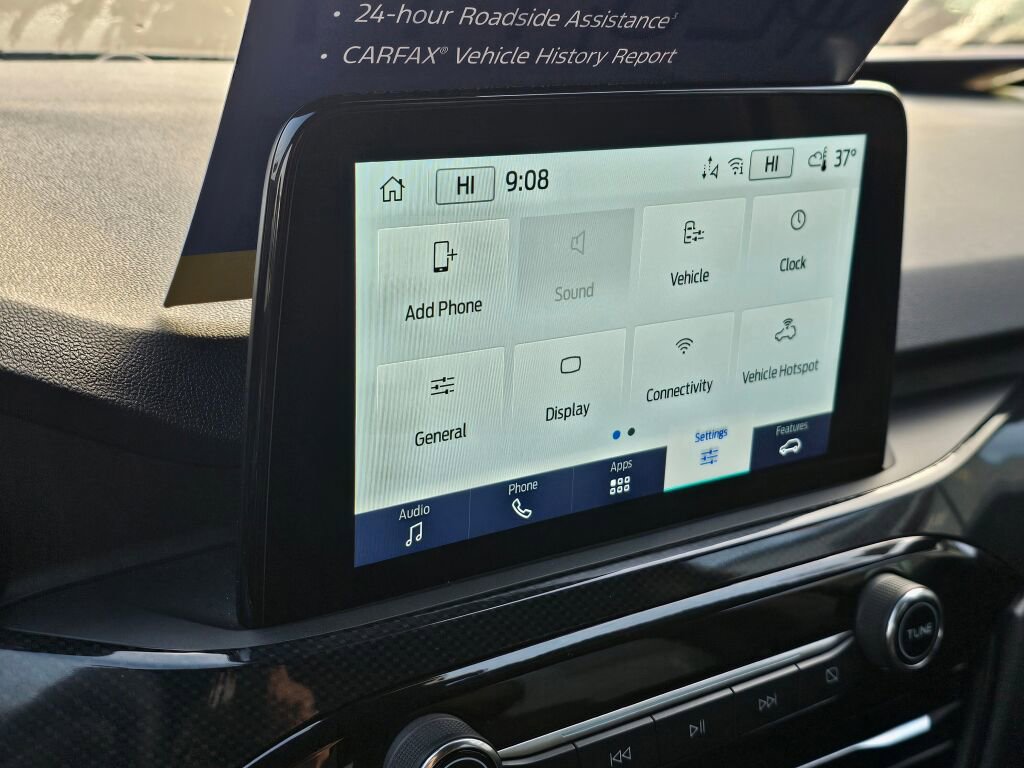 • 24-hour Roadside Assistance³
• CARFAX® Vehicle History Report
HI 9:08 HI 37°
Add Phone Sound Vehicle Clock
General Display Connectivity Vehicle Hotspot
Audio Phone Apps Settings Features
TUNE